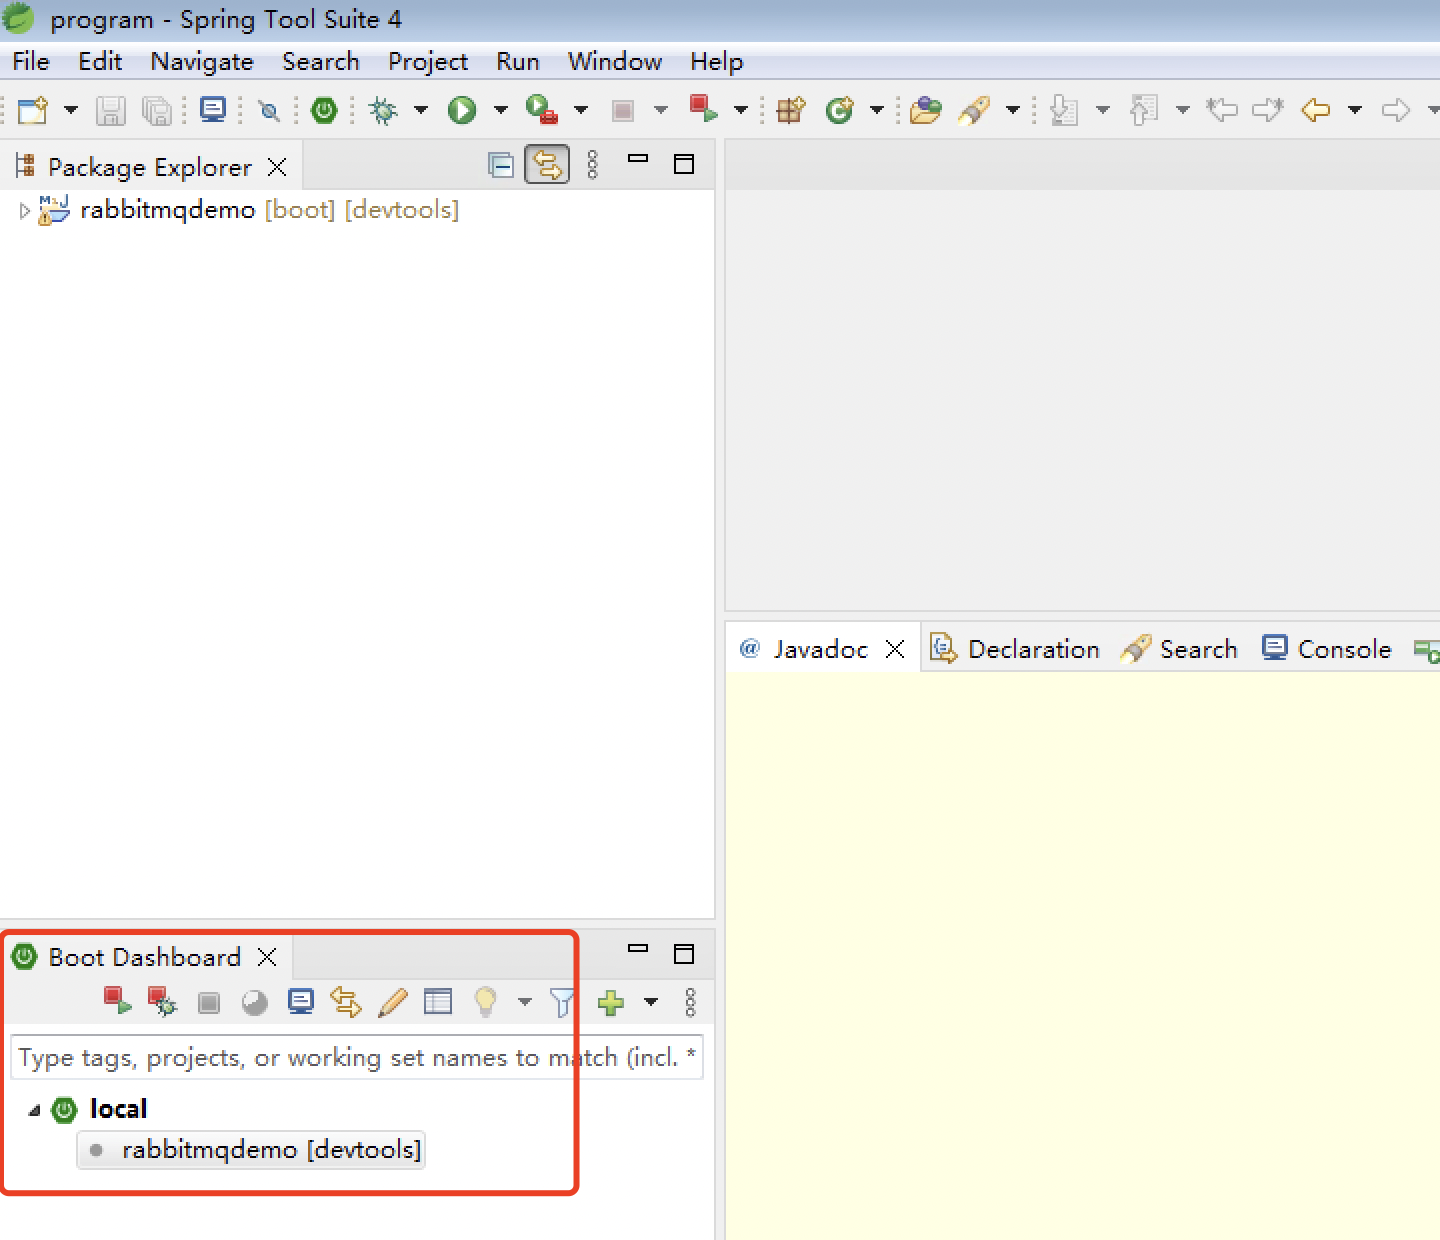 program - Spring Tool Suite 4
File Edit Navigate Search Project Run Window Help
Package Explorer
rabbitmqdemo [boot] [devtools]
@ Javadoc Declaration Search Console
Boot Dashboard
Type tags, projects, or working set names to match (incl. *
local
rabbitmqdemo [devtools]